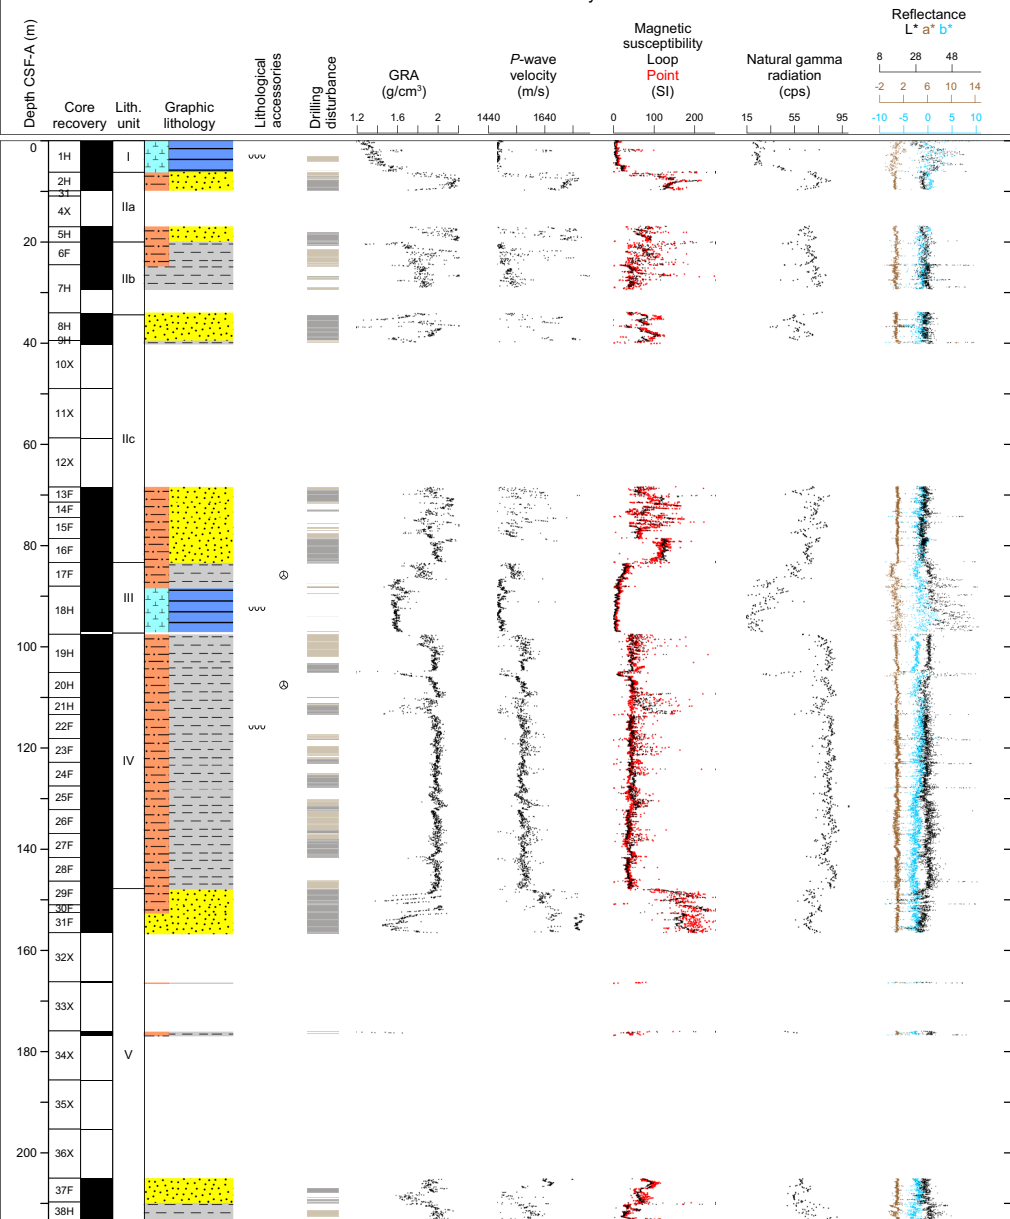 Depth CSF-A (m)
Core
recovery
Lith.
unit
Graphic
lithology
Lithological
accessories
Drilling
disturbance
GRA
(g/cm³)
1.2 1.6 2
P-wave
velocity
(m/s)
1440 1640
Magnetic
susceptibility
Loop
Point
(SI)
0 100 200
Natural gamma
radiation
(cps)
15 55 95
Reflectance
L* a* b*
8 28 48
-2 2 6 10 14
-10 -5 0 5 10
0
20
40
60
80
100
120
140
160
180
200
1H
2H
31
4X
5H
6F
7H
8H
9H
10X
11X
12X
13F
14F
15F
16F
17F
18H
19H
20H
21H
22F
23F
24F
25F
26F
27F
28F
29F
30F
31F
32X
33X
34X
35X
36X
37F
38H
I
IIa
IIb
IIc
III
IV
V